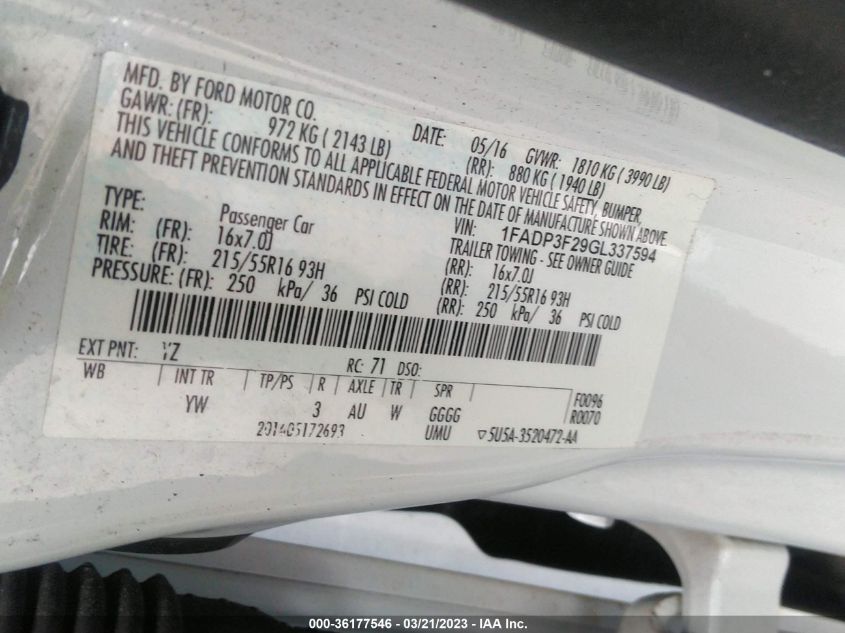 MFD. BY FORD MOTOR CO.
DATE: 05/16 GVWR: 1810 KG ( 3990 LB)
GAWR: (FR): 972 KG ( 2143 LB) (RR): 880 KG ( 1940 LB)
THIS VEHICLE CONFORMS TO ALL APPLICABLE FEDERAL MOTOR VEHICLE SAFETY, BUMPER,
AND THEFT PREVENTION STANDARDS IN EFFECT ON THE DATE OF MANUFACTURE SHOWN ABOVE.
VIN: 1FADP3F29GL337594
TYPE: Passenger Car TRAILER TOWING - SEE OWNER GUIDE
RIM: (FR): 16x7.0J (RR): 16x7.0J
TIRE: (FR): 215/55R16 93H (RR): 215/55R16 93H
PRESSURE: (FR): 250 kPa/ 36 PSI COLD (RR): 250 kPa/ 36 PSI COLD
EXT PNT: YZ RC: 71 DSO:
WB INT TR TP/PS R AXLE TR SPR F0096
YW 3 AU W GGGG R0070
201605172693 UMU ▽5U5A-3520472-AA
000-36177546 - 03/21/2023 - IAA Inc.